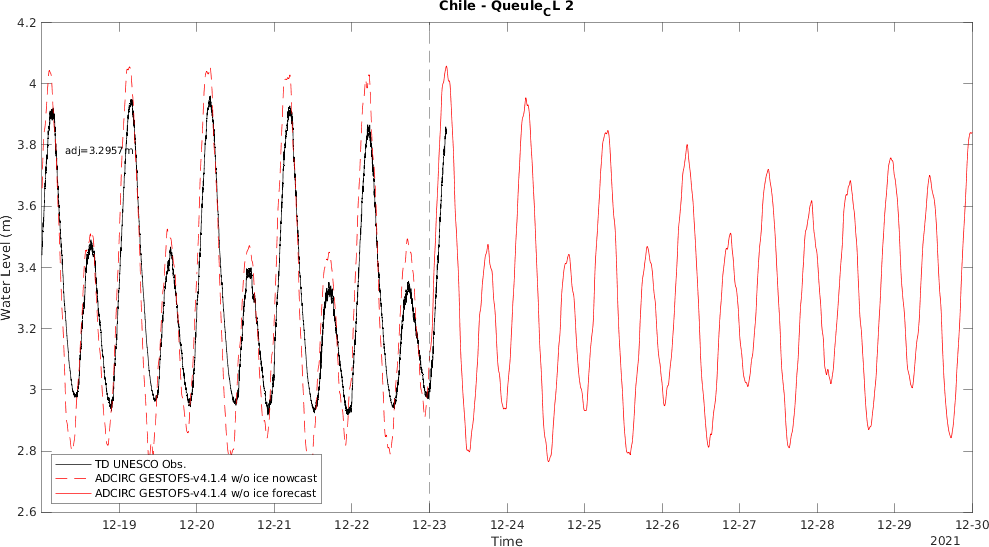 Chile - Queule_CL 2
4.2
4
3.8
3.6
3.4
3.2
3
2.8
2.6
Water Level (m)
adj=3.2957m
TD UNESCO Obs.
ADCIRC GESTOFS-v4.1.4 w/o ice nowcast
ADCIRC GESTOFS-v4.1.4 w/o ice forecast
12-19 12-20 12-21 12-22 12-23 12-24 12-25 12-26 12-27 12-28 12-29 12-30
Time
2021